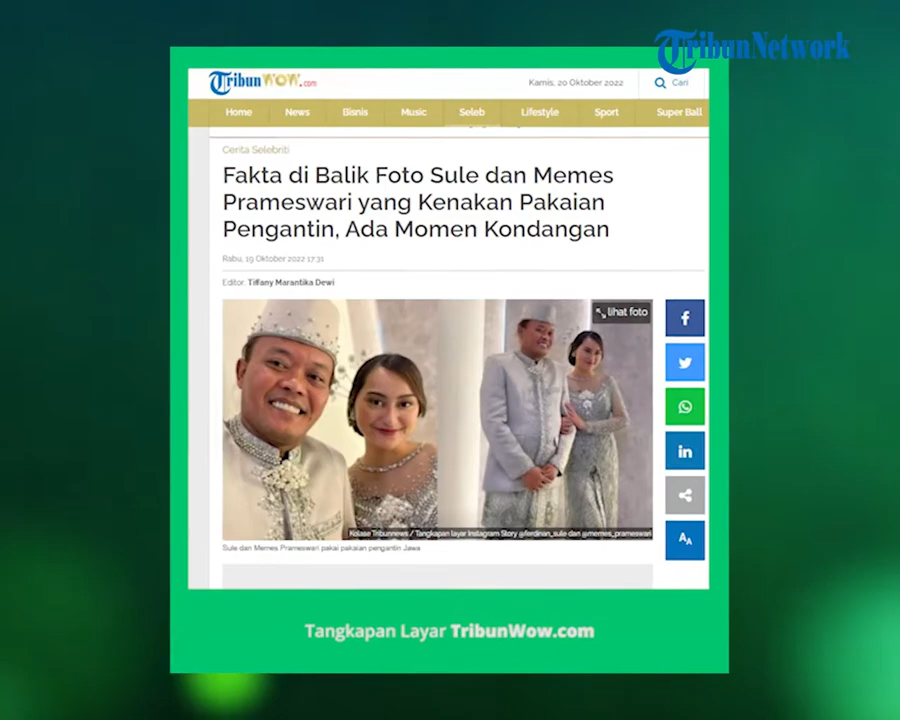 TribunNetwork
TribunWOW.com
Kamis, 20 Oktober 2022
Cari
Home News Bisnis Music Seleb Lifestyle Sport Super Ball
Cerita Selebriti
Fakta di Balik Foto Sule dan Memes
Prameswari yang Kenakan Pakaian
Pengantin, Ada Momen Kondangan
Rabu, 19 Oktober 2022 17:31
Editor: Tiffany Marantika Dewi
lihat foto
Kolase Tribunnews / Tangkapan layar Instagram Story @ferdinan_sule dan @memes_prameswari
Sule dan Memes Prameswari pakai pakaian pengantin Jawa
AA
Tangkapan Layar TribunWow.com